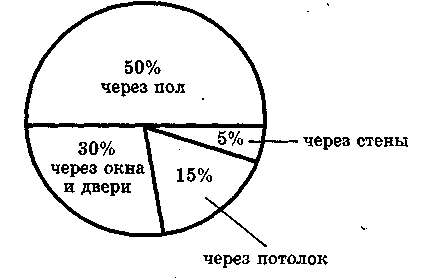 50%
через пол
5%
через стены
30%
через окна
и двери
15%
через потолок